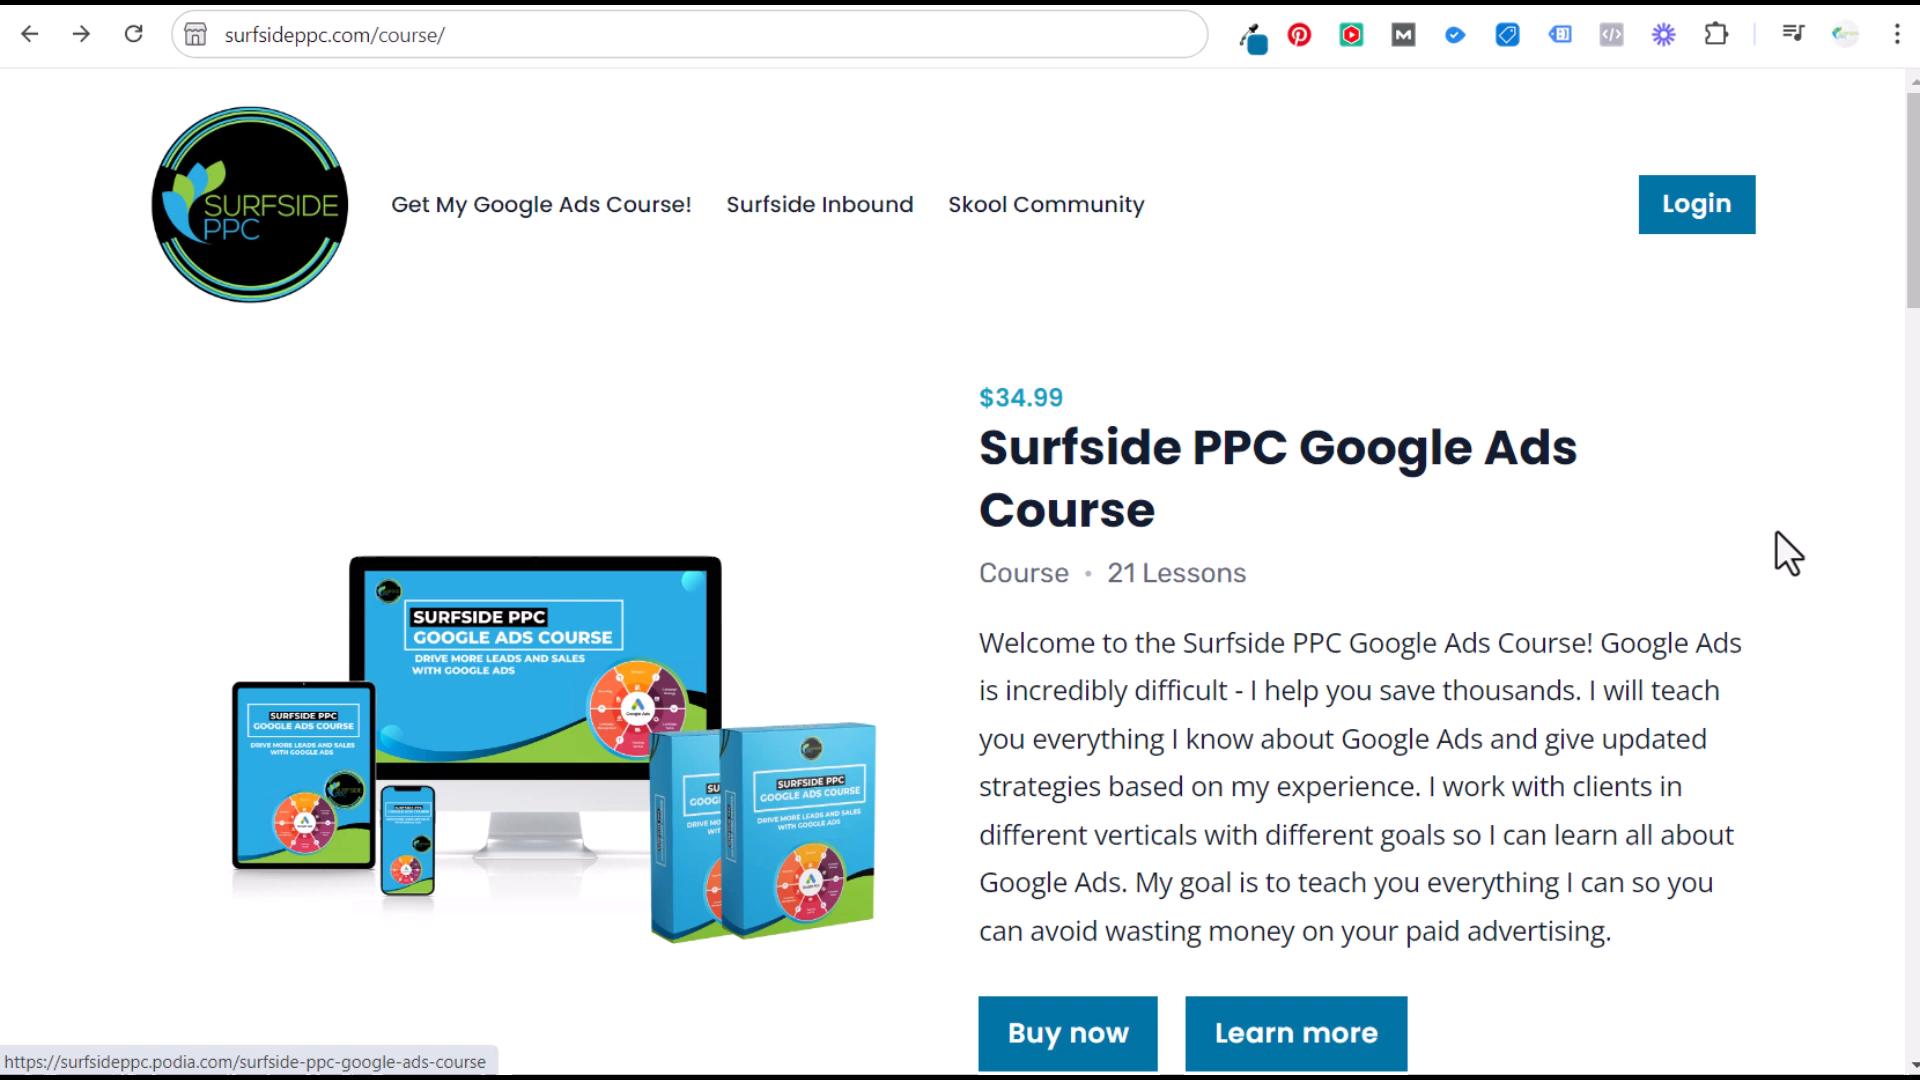 surfsideppc.com/course/
SURFSIDE
PPC
Get My Google Ads Course!
Surfside Inbound
Skool Community
Login
$34.99
Surfside PPC Google Ads
Course
Course • 21 Lessons
Welcome to the Surfside PPC Google Ads Course! Google Ads
is incredibly difficult - I help you save thousands. I will teach
you everything I know about Google Ads and give updated
strategies based on my experience. I work with clients in
different verticals with different goals so I can learn all about
Google Ads. My goal is to teach you everything I can so you
can avoid wasting money on your paid advertising.
Buy now
Learn more
SURFSIDE PPC
GOOGLE ADS COURSE
DRIVE MORE LEADS AND SALES
WITH GOOGLE ADS
SURFSIDE PPC
GOOGLE ADS COURSE
DRIVE MORE LEADS AND SALES
WITH GOOGLE ADS
SURFSIDE PPC
GOOGLE ADS COURSE
DRIVE MORE LEADS AND SALES
WITH GOOGLE ADS
https://surfsideppc.podia.com/surfside-ppc-google-ads-course